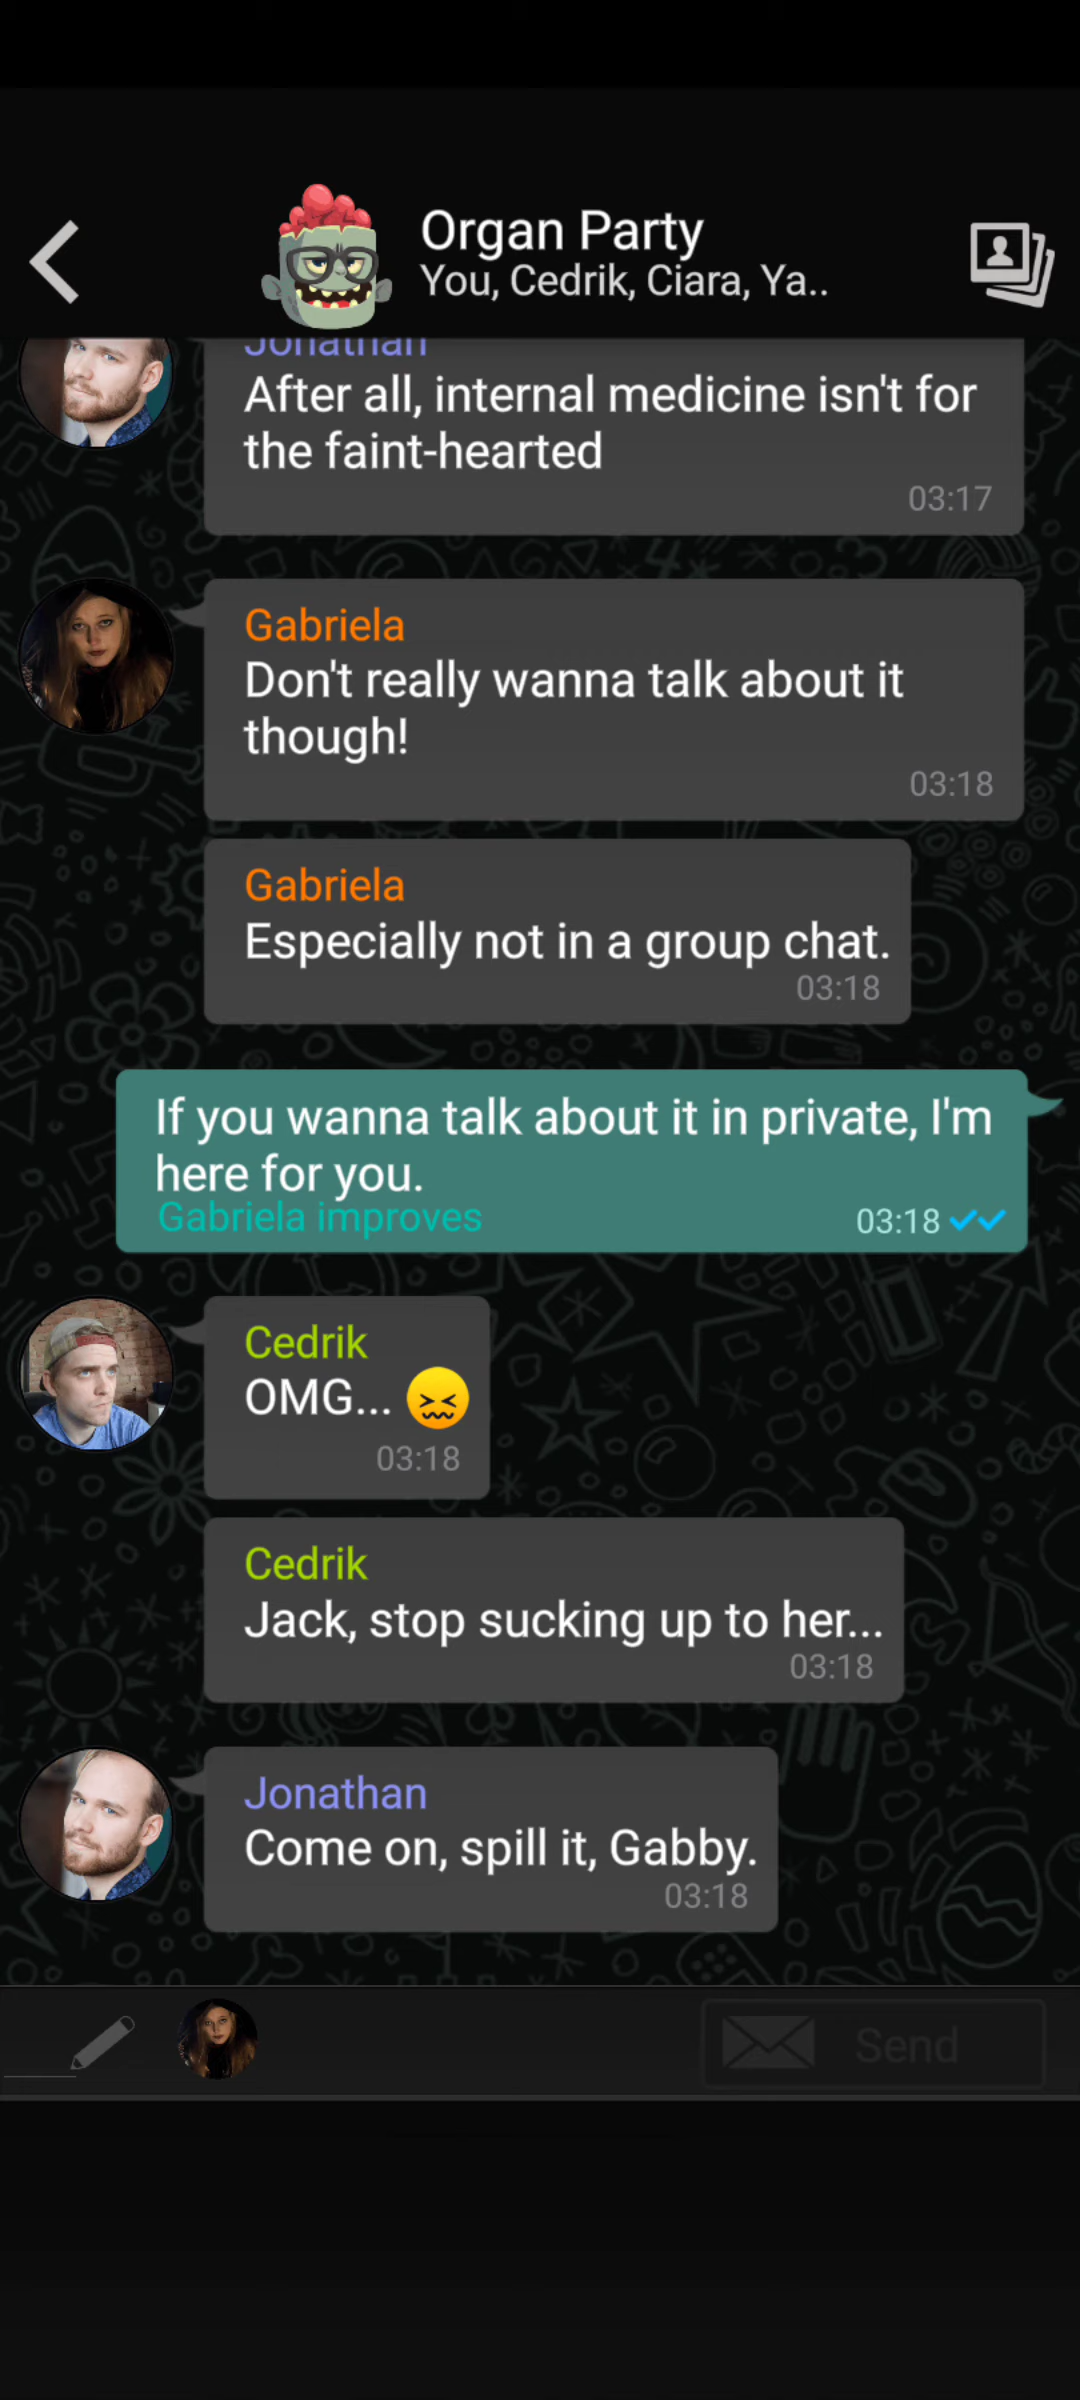 Organ Party
You, Cedrik, Ciara, Ya..
Jonathan
After all, internal medicine isn't for
the faint-hearted
03:17
Gabriela
Don't really wanna talk about it
though!
03:18
Gabriela
Especially not in a group chat.
03:18
If you wanna talk about it in private, I'm
here for you.
Gabriela improves
03:18
Cedrik
OMG... 😖
03:18
Cedrik
Jack, stop sucking up to her...
03:18
Jonathan
Come on, spill it, Gabby.
03:18
Send